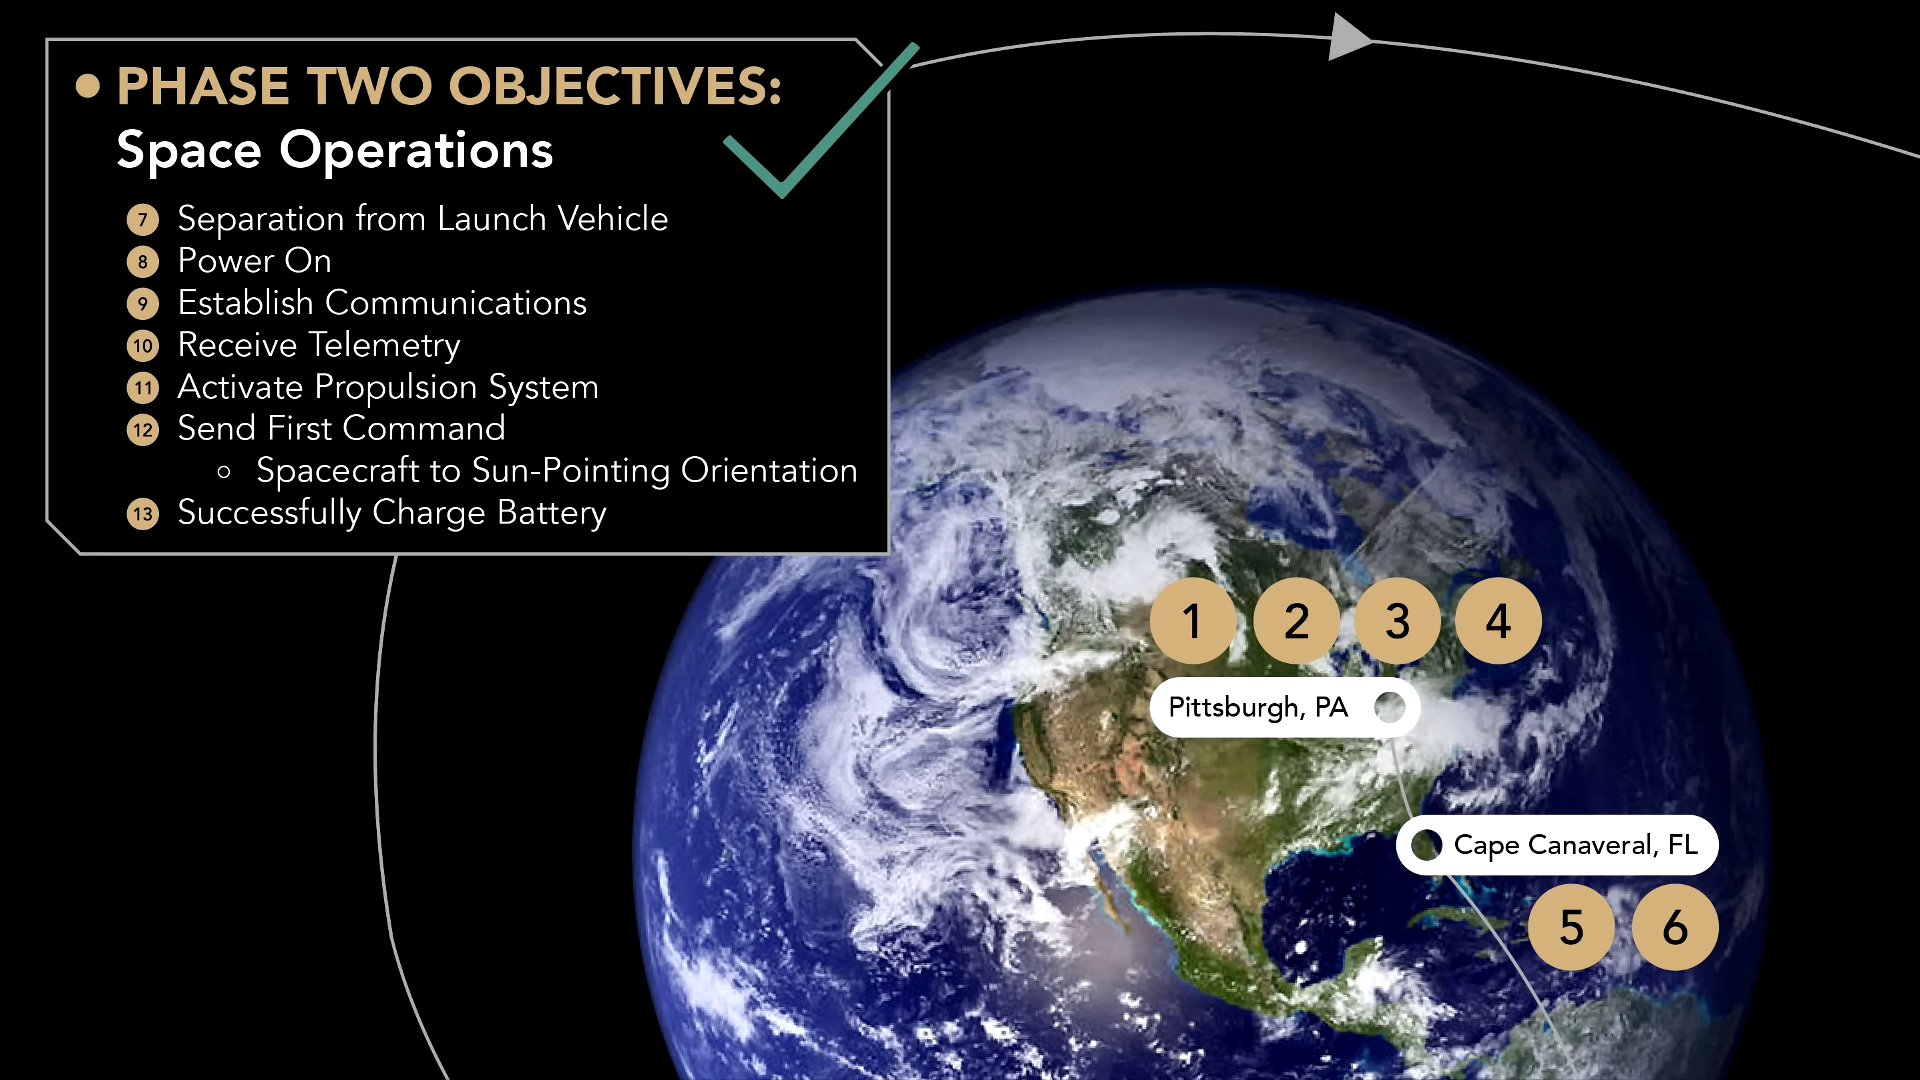 ● PHASE TWO OBJECTIVES:
Space Operations
7 Separation from Launch Vehicle
8 Power On
9 Establish Communications
10 Receive Telemetry
11 Activate Propulsion System
12 Send First Command
○ Spacecraft to Sun-Pointing Orientation
13 Successfully Charge Battery
1 2 3 4
Pittsburgh, PA
Cape Canaveral, FL
5 6